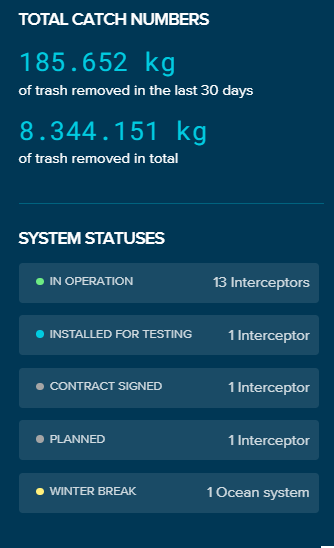 TOTAL CATCH NUMBERS
185.652 kg
of trash removed in the last 30 days
8.344.151 kg
of trash removed in total
SYSTEM STATUSES
IN OPERATION 13 Interceptors
INSTALLED FOR TESTING 1 Interceptor
CONTRACT SIGNED 1 Interceptor
PLANNED 1 Interceptor
WINTER BREAK 1 Ocean system